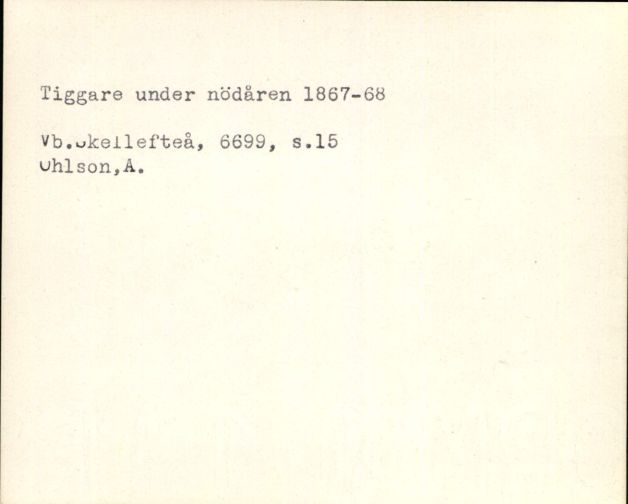 Tiggare under nödåren 1867-68
Vb.Skellefteå, 6699, s.15
Ohlson,A.